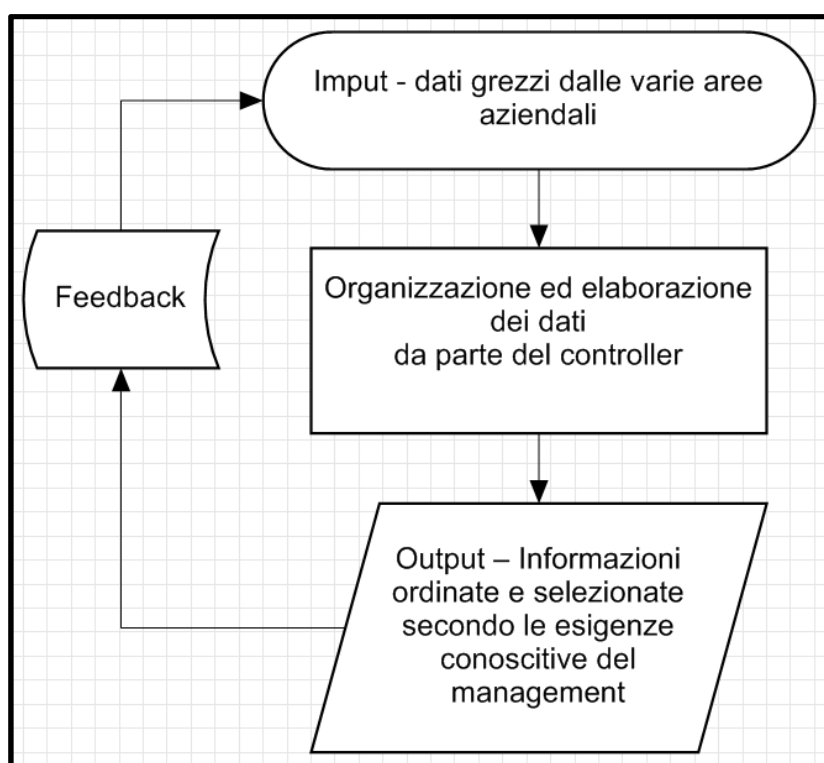 Imput - dati grezzi dalle varie aree
aziendali
Feedback
Organizzazione ed elaborazione
dei dati
da parte del controller
Output – Informazioni
ordinate e selezionate
secondo le esigenze
conoscitive del
management